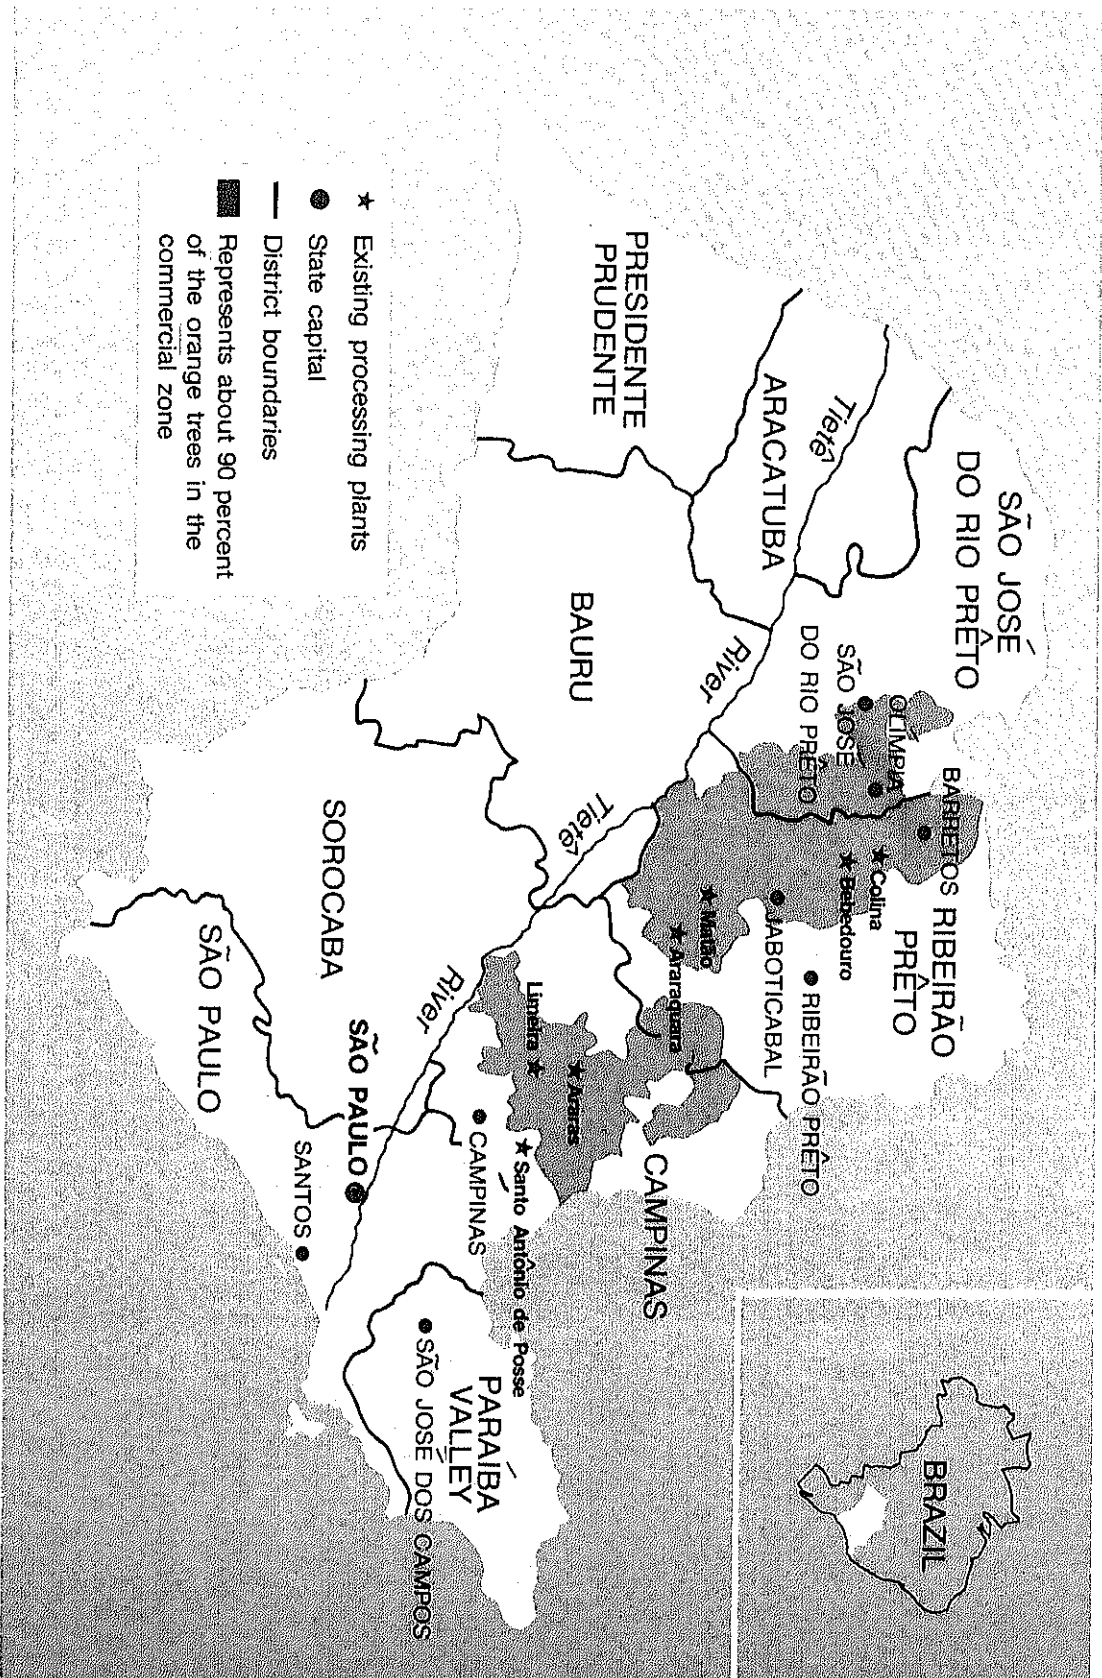 SÃO JOSÉ
DO RIO PRÊTO
BARRETOS
RIBEIRÃO
PRÊTO
OLÍMPIA
Colina
SÃO JOSÉ
DO RIO PRÊTO
Bebedouro
RIBEIRÃO PRÊTO
JABOTICABAL
Tietê
ARACATUBA
River
Matão
Araraquara
PRESIDENTE
PRUDENTE
CAMPINAS
BAURU
Tietê
Araras
Limeira
Santo Antônio de Posse
CAMPINAS
River
PARAÍBA
VALLEY
SÃO JOSÉ DOS CAMPOS
SOROCABA
SÃO PAULO
SANTOS
SÃO PAULO
BRAZIL
Existing processing plants
State capital
District boundaries
Represents about 90 percent
of the orange trees in the
commercial zone